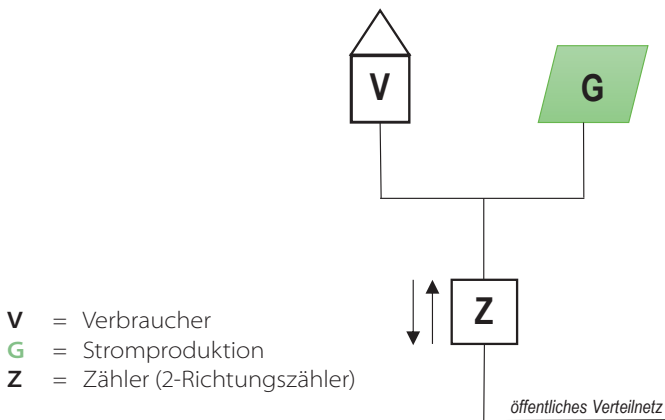 V
G
Z
V = Verbraucher
G = Stromproduktion
Z = Zähler (2-Richtungszähler)
öffentliches Verteilnetz